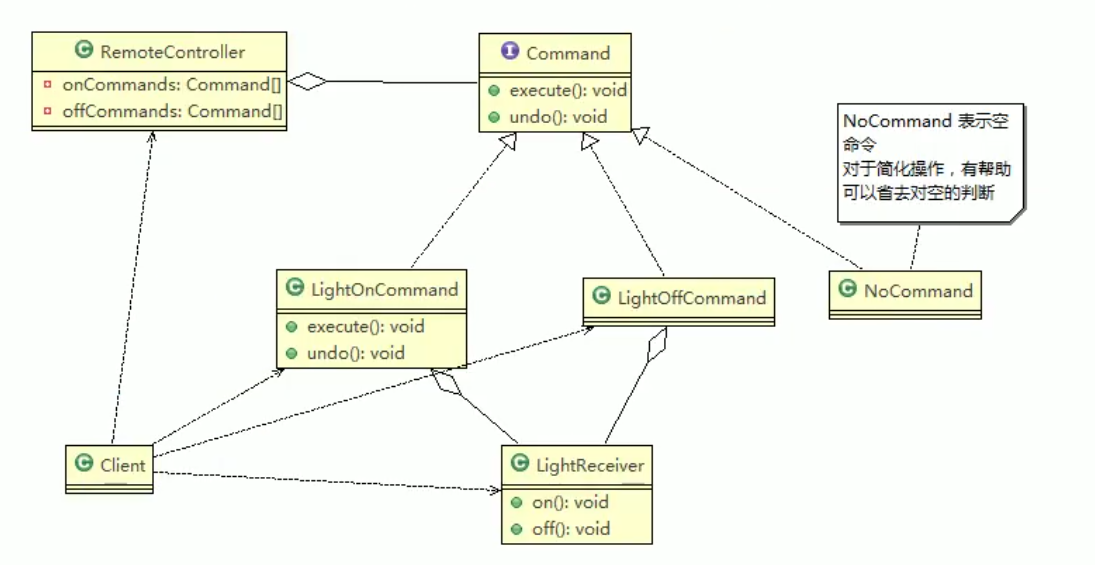 RemoteController
onCommands: Command[]
offCommands: Command[]
Command
execute(): void
undo(): void
NoCommand 表示空
命令
对于简化操作，有帮助
可以省去对空的判断
LightOnCommand
execute(): void
undo(): void
LightOffCommand
NoCommand
Client
LightReceiver
on(): void
off(): void